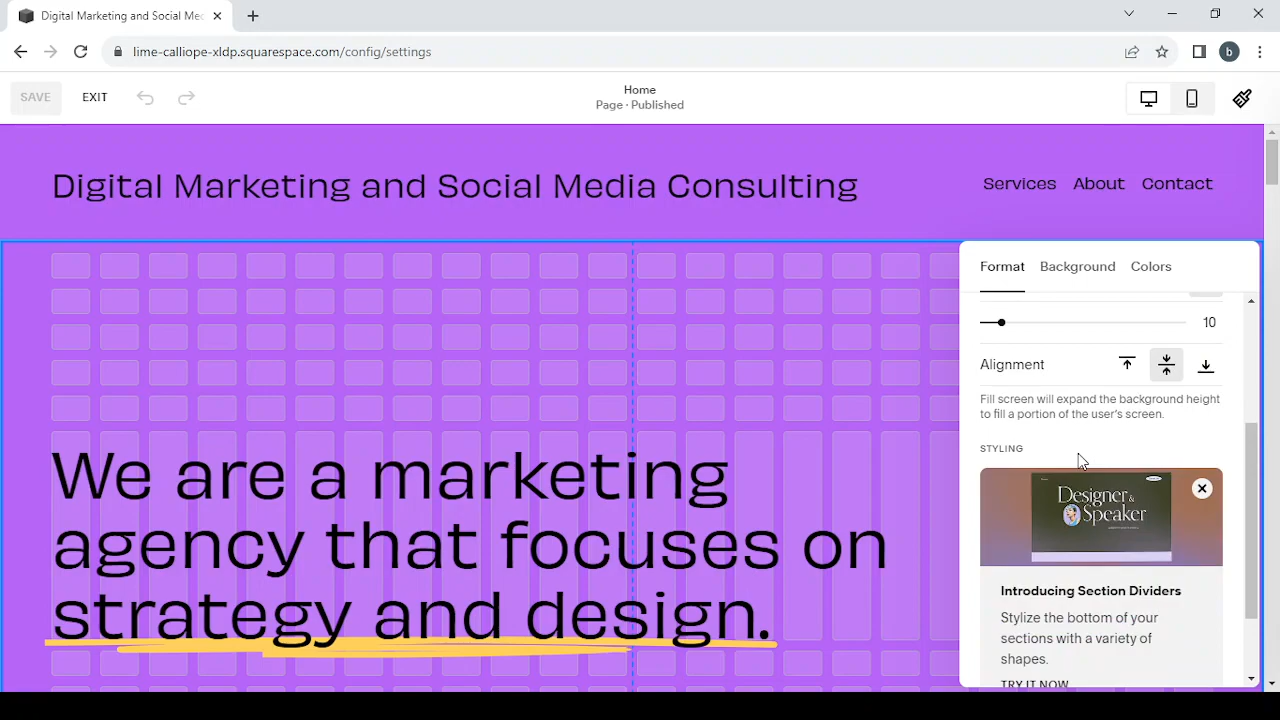 Digital Marketing and Social Mec
lime-calliope-xldp.squarespace.com/config/settings
b
SAVE
EXIT
Home
Page · Published
Digital Marketing and Social Media Consulting
Services
About
Contact
Format
Background
Colors
10
Alignment
Fill screen will expand the background height
to fill a portion of the user's screen.
STYLING
Designer &
Speaker
Introducing Section Dividers
Stylize the bottom of your
sections with a variety of
shapes.
TRY IT NOW
We are a marketing
agency that focuses on
strategy and design.